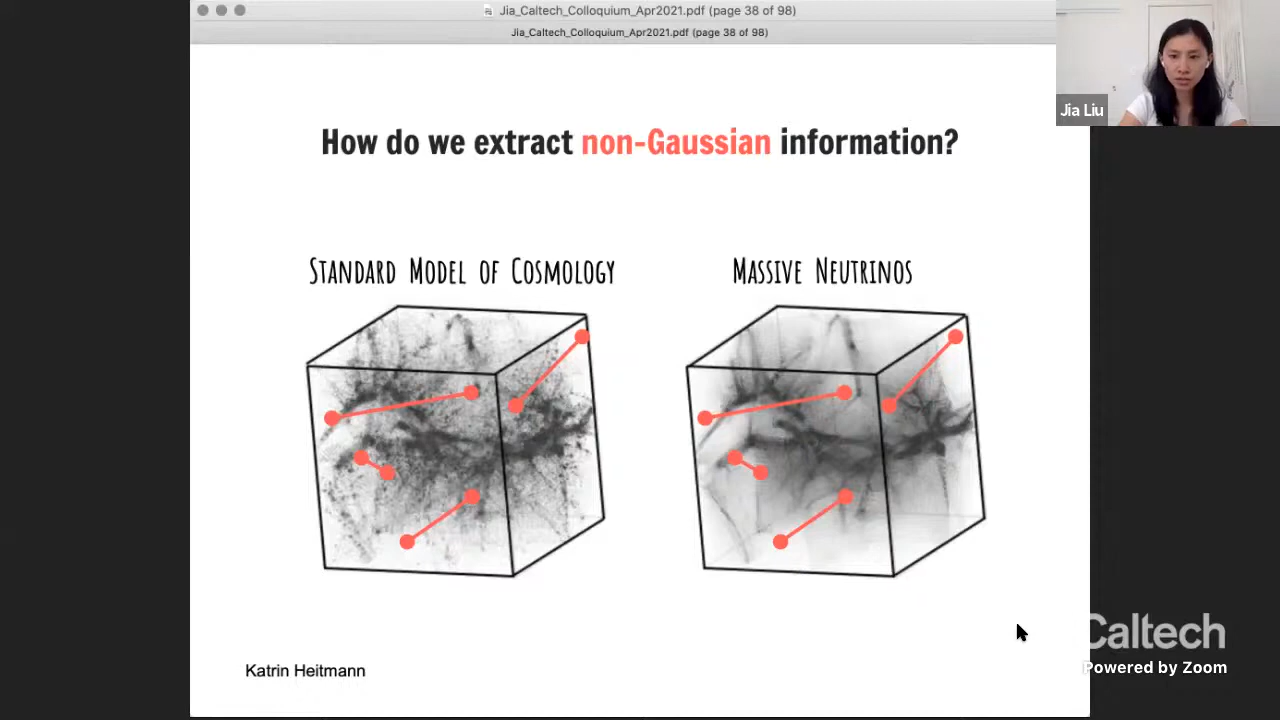 Jia_Caltech_Colloquium_Apr2021.pdf (page 38 of 98)
Jia_Caltech_Colloquium_Apr2021.pdf (page 38 of 98)
Jia Liu
How do we extract non-Gaussian information?
STANDARD MODEL OF COSMOLOGY
MASSIVE NEUTRINOS
Katrin Heitmann
Caltech
Powered by Zoom